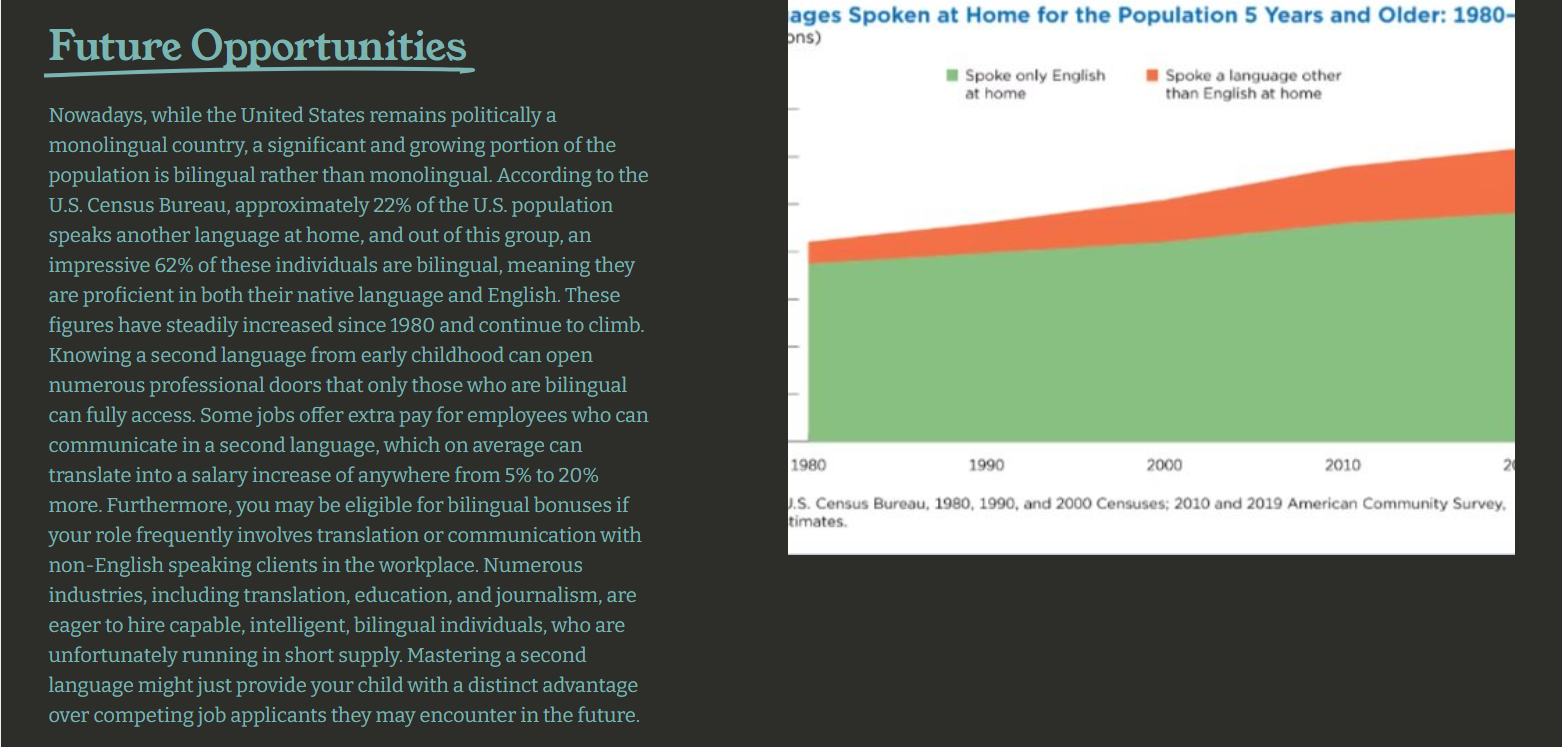 Future Opportunities
Nowadays, while the United States remains politically a
monolingual country, a significant and growing portion of the
population is bilingual rather than monolingual. According to the
U.S. Census Bureau, approximately 22% of the U.S. population
speaks another language at home, and out of this group, an
impressive 62% of these individuals are bilingual, meaning they
are proficient in both their native language and English. These
figures have steadily increased since 1980 and continue to climb.
Knowing a second language from early childhood can open
numerous professional doors that only those who are bilingual
can fully access. Some jobs offer extra pay for employees who can
communicate in a second language, which on average can
translate into a salary increase of anywhere from 5% to 20%
more. Furthermore, you may be eligible for bilingual bonuses if
your role frequently involves translation or communication with
non-English speaking clients in the workplace. Numerous
industries, including translation, education, and journalism, are
eager to hire capable, intelligent, bilingual individuals, who are
unfortunately running in short supply. Mastering a second
language might just provide your child with a distinct advantage
over competing job applicants they may encounter in the future.
ages Spoken at Home for the Population 5 Years and Older: 1980–
ons)
Spoke only English
at home
Spoke a language other
than English at home
1980 1990 2000 2010 20
U.S. Census Bureau, 1980, 1990, and 2000 Censuses; 2010 and 2019 American Community Survey,
timates.